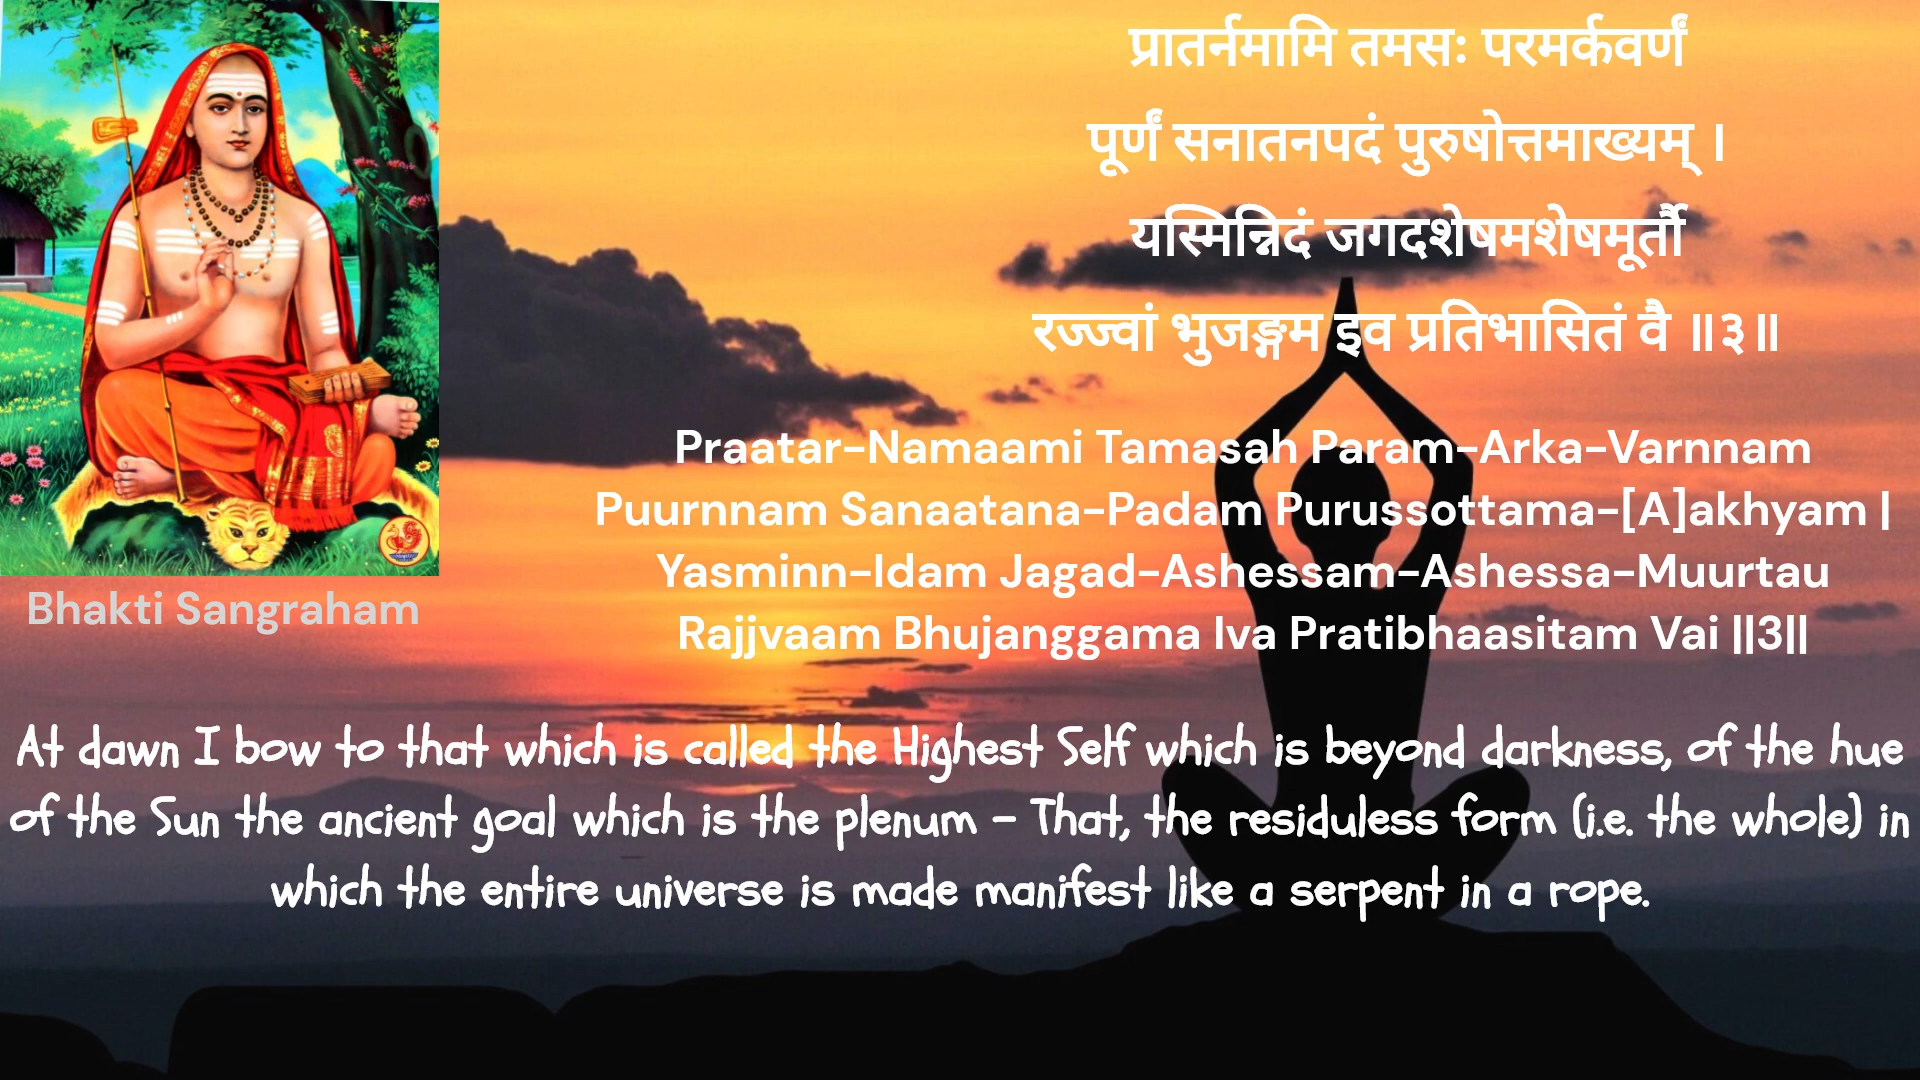 प्रातर्नमामि तमसः परमर्कवर्णं
पूर्णं सनातनपदं पुरुषोत्तमाख्यम् ।
यस्मिन्निदं जगदशेषमशेषमूर्तौ
रज्ज्वां भुजङ्गम इव प्रतिभासितं वै ॥३॥
Praatar-Namaami Tamasah Param-Arka-Varnnam
Puurnnam Sanaatana-Padam Purussottama-[A]akhyam |
Yasminn-Idam Jagad-Ashessam-Ashessa-Muurtau
Rajjvaam Bhujanggama Iva Pratibhaasitam Vai ||3||
Bhakti Sangraham
At dawn I bow to that which is called the Highest Self which is beyond darkness, of the hue
of the Sun the ancient goal which is the plenum - That, the residuless form (i.e. the whole) in
which the entire universe is made manifest like a serpent in a rope.